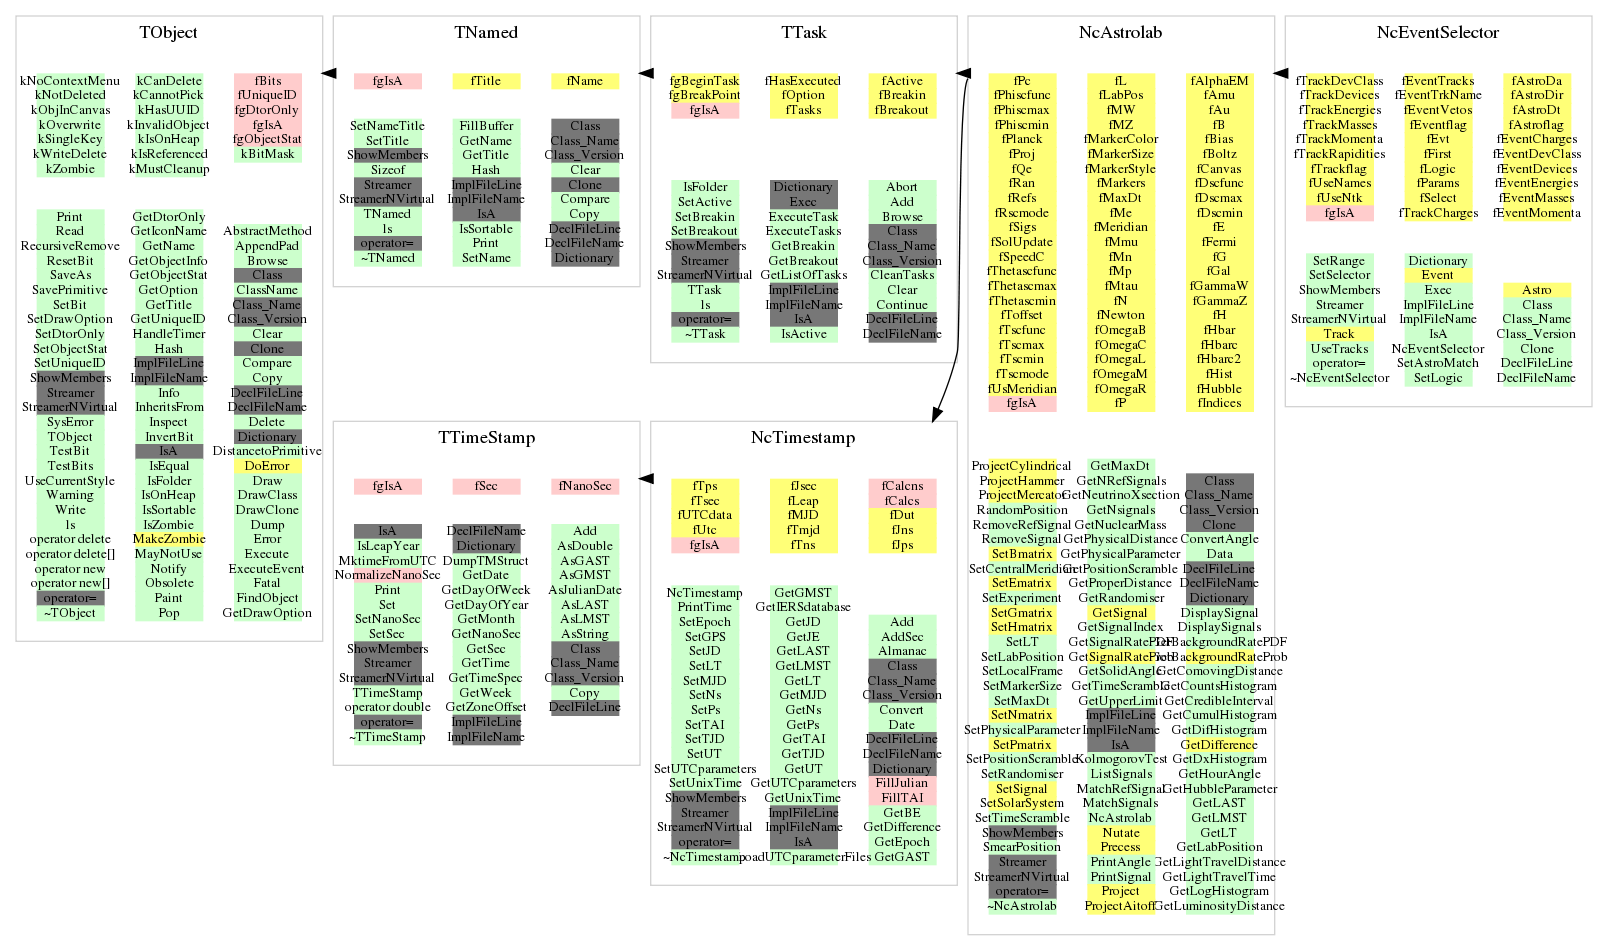 TObject
kNoContextMenu
kNotDeleted
kObjInCanvas
kOverwrite
kSingleKey
kWriteDelete
kZombie
kCanDelete
kCannotPick
kHasUUID
kInvalidObject
kIsOnHeap
kIsReferenced
kMustCleanup
fBits
fUniqueID
fgDtorOnly
fgIsA
fgObjectStat
kBitMask
Print
Read
RecursiveRemove
ResetBit
SaveAs
SavePrimitive
SetBit
SetDrawOption
SetDtorOnly
SetObjectStat
SetUniqueID
ShowMembers
Streamer
StreamerNVirtual
SysError
TObject
TestBit
TestBits
UseCurrentStyle
Warning
Write
ls
operator delete
operator delete[]
operator new
operator new[]
operator=
~TObject
GetDtorOnly
GetIconName
GetName
GetObjectInfo
GetObjectStat
GetOption
GetTitle
GetUniqueID
HandleTimer
Hash
ImplFileLine
ImplFileName
Info
InheritsFrom
Inspect
InvertBit
IsA
IsEqual
IsFolder
IsOnHeap
IsSortable
IsZombie
MakeZombie
MayNotUse
Notify
Obsolete
Paint
Pop
AbstractMethod
AppendPad
Browse
Class
ClassName
Class_Name
Class_Version
Clear
Clone
Compare
Copy
DeclFileLine
DeclFileName
Delete
Dictionary
DistancetoPrimitive
DoError
Draw
DrawClass
DrawClone
Dump
Error
Execute
ExecuteEvent
Fatal
FindObject
GetDrawOption
TNamed
fgIsA
fTitle
fName
SetNameTitle
SetTitle
ShowMembers
Sizeof
Streamer
StreamerNVirtual
TNamed
ls
operator=
~TNamed
FillBuffer
GetName
GetTitle
Hash
ImplFileLine
ImplFileName
IsA
IsSortable
Print
SetName
Class
Class_Name
Class_Version
Clear
Clone
Compare
Copy
DeclFileLine
DeclFileName
Dictionary
TTask
fgBeginTask
fgBreakPoint
fgIsA
fHasExecuted
fOption
fTasks
fActive
fBreakin
fBreakout
IsFolder
SetActive
SetBreakin
SetBreakout
ShowMembers
Streamer
StreamerNVirtual
TTask
ls
operator=
~TTask
Dictionary
Exec
ExecuteTask
ExecuteTasks
GetBreakin
GetBreakout
GetListOfTasks
ImplFileLine
ImplFileName
IsA
IsActive
Abort
Add
Browse
Class
Class_Name
Class_Version
CleanTasks
Clear
Continue
DeclFileLine
DeclFileName
NcAstrolab
fPc
fPhiscfunc
fPhiscmax
fPhiscmin
fPlanck
fProj
fQe
fRan
fRefs
fRscmode
fSigs
fSolUpdate
fSpeedC
fThetascfunc
fThetascmax
fThetascmin
fToffset
fTscfunc
fTscmax
fTscmin
fTscmode
fUsMeridian
fgIsA
fL
fLabPos
fMW
fMZ
fMarkerColor
fMarkerSize
fMarkerStyle
fMarkers
fMaxDt
fMe
fMeridian
fMmu
fMn
fMp
fMtau
fN
fNewton
fOmegaB
fOmegaC
fOmegaL
fOmegaM
fOmegaR
fP
fAlphaEM
fAmu
fAu
fB
fBias
fBoltz
fCanvas
fDscfunc
fDscmax
fDscmin
fE
fFermi
fG
fGal
fGammaW
fGammaZ
fH
fHbar
fHbarc
fHbarc2
fHist
fHubble
fIndices
ProjectCylindrical
ProjectHammer
ProjectMercator
RandomPosition
RemoveRefSignal
RemoveSignal
SetBmatrix
SetCentralMeridian
SetEmatrix
SetExperiment
SetGmatrix
SetHmatrix
SetLT
SetLabPosition
SetLocalFrame
SetMarkerSize
SetMaxDt
SetNmatrix
SetPhysicalParameter
SetPmatrix
SetPositionScramble
SetRandomiser
SetSignal
SetSolarSystem
SetTimeScramble
ShowMembers
SmearPosition
Streamer
StreamerNVirtual
operator=
~NcAstrolab
GetMaxDt
GetNRefSignals
GetNeutrinoXsection
GetNsignals
GetNuclearMass
GetPhysicalDistance
GetPhysicalParameter
GetPositionScramble
GetProperDistance
GetRandomiser
GetSignal
GetSignalIndex
GetSignalRatePDF
GetSignalRateProb
GetSolidAngle
GetTimeScramble
GetUpperLimit
ImplFileLine
ImplFileName
IsA
KolmogorovTest
ListSignals
MatchRefSignal
MatchSignals
NcAstrolab
Nutate
Precess
PrintAngle
PrintSignal
Project
ProjectAitoff
Class
Class_Name
Class_Version
Clone
ConvertAngle
Data
DeclFileLine
DeclFileName
Dictionary
DisplaySignal
DisplaySignals
GetBackgroundRatePDF
GetBackgroundRateProb
GetComovingDistance
GetCountsHistogram
GetCredibleInterval
GetCumulHistogram
GetDifHistogram
GetDifference
GetDxHistogram
GetHourAngle
GetHubbleParameter
GetLAST
GetLMST
GetLT
GetLabPosition
GetLightTravelDistance
GetLightTravelTime
GetLogHistogram
GetLuminosityDistance
NcEventSelector
fTrackDevClass
fTrackDevices
fTrackEnergies
fTrackMasses
fTrackMomenta
fTrackRapidities
fTrackflag
fUseNames
fUseNtk
fgIsA
fEventTracks
fEventTrkName
fEventVetos
fEventflag
fEvt
fFirst
fLogic
fParams
fSelect
fTrackCharges
fAstroDa
fAstroDir
fAstroDt
fAstroflag
fEventCharges
fEventDevClass
fEventDevices
fEventEnergies
fEventMasses
fEventMomenta
SetRange
SetSelector
ShowMembers
Streamer
StreamerNVirtual
Track
UseTracks
operator=
~NcEventSelector
Dictionary
Event
Exec
ImplFileLine
ImplFileName
IsA
NcEventSelector
SetAstroMatch
SetLogic
Astro
Class
Class_Name
Class_Version
Clone
DeclFileLine
DeclFileName
TTimeStamp
fgIsA
fSec
fNanoSec
IsA
IsLeapYear
MktimeFromUTC
NormalizeNanoSec
Print
Set
SetNanoSec
SetSec
ShowMembers
Streamer
StreamerNVirtual
TTimeStamp
operator double
operator=
~TTimeStamp
DeclFileName
Dictionary
DumpTMStruct
GetDate
GetDayOfWeek
GetDayOfYear
GetMonth
GetNanoSec
GetSec
GetTime
GetTimeSpec
GetWeek
GetZoneOffset
ImplFileLine
ImplFileName
Add
AsDouble
AsGAST
AsGMST
AsJulianDate
AsLAST
AsLMST
AsString
Class
Class_Name
Class_Version
Copy
DeclFileLine
NcTimestamp
fTps
fTsec
fUTCdata
fUtc
fgIsA
fJsec
fLeap
fMJD
fTmjd
fTns
fCalcns
fCalcs
fDut
fJns
fJps
NcTimestamp
PrintTime
SetEpoch
SetGPS
SetJD
SetLT
SetMJD
SetNs
SetPs
SetTAI
SetTJD
SetUT
SetUTCparameters
SetUnixTime
ShowMembers
Streamer
StreamerNVirtual
operator=
~NcTimestamp
GetGMST
GetIERSdatabase
GetJD
GetJE
GetLAST
GetLMST
GetLT
GetMJD
GetNs
GetPs
GetTAI
GetTJD
GetUT
GetUTCparameters
GetUnixTime
ImplFileLine
ImplFileName
IsA
LoadUTCparameterFiles
Add
AddSec
Almanac
Class
Class_Name
Class_Version
Convert
Date
DeclFileLine
DeclFileName
Dictionary
FillJulian
FillTAI
GetBE
GetDifference
GetEpoch
GetGAST